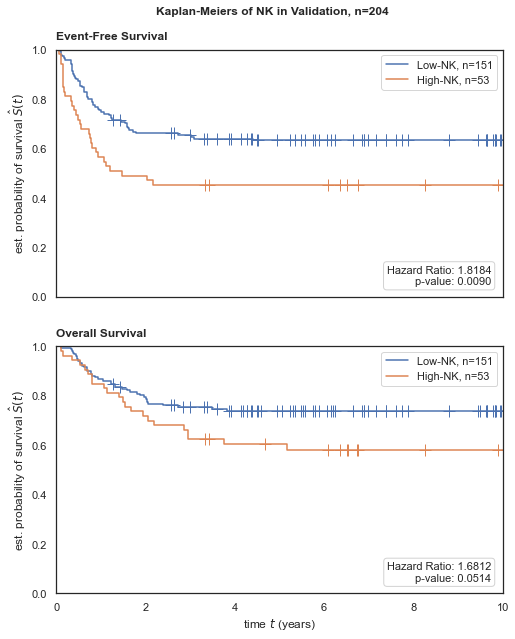 Kaplan-Meiers of NK in Validation, n=204
Event-Free Survival
1.0
0.8
0.6
0.4
0.2
0.0
est. probability of survival Ŝ(t)
Low-NK, n=151
High-NK, n=53
Hazard Ratio: 1.8184
p-value: 0.0090
Overall Survival
1.0
0.8
0.6
0.4
0.2
0.0
est. probability of survival Ŝ(t)
Low-NK, n=151
High-NK, n=53
Hazard Ratio: 1.6812
p-value: 0.0514
0 2 4 6 8 10
time t (years)